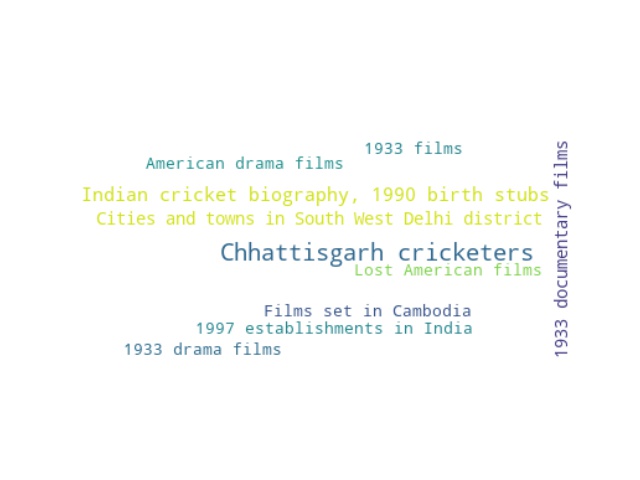 1933 films
American drama films
Indian cricket biography, 1990 birth stubs
Cities and towns in South West Delhi district
Chhattisgarh cricketers
Lost American films
Films set in Cambodia
1997 establishments in India
1933 drama films
1933 documentary films